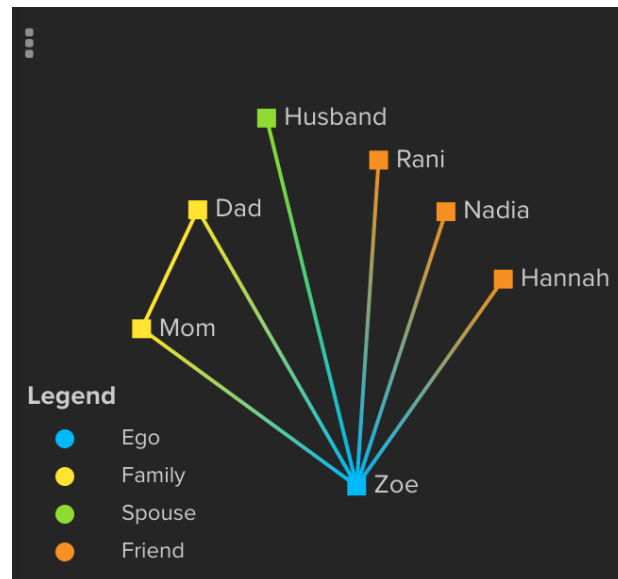 Husband
Rani
Dad
Nadia
Hannah
Mom
Legend
Ego
Zoe
Family
Spouse
Friend